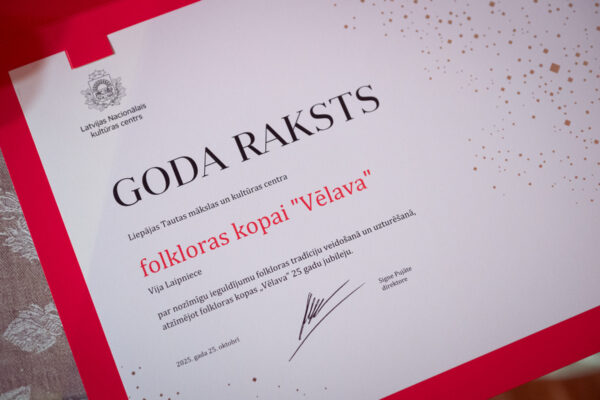 Latvijas Nacionālais
kultūras centrs
GODA RAKSTS
Liepājas Tautas mākslas un kultūras centra
folkloras kopai "Vēlava"
Vija Laipniece
par nozīmīgu ieguldījumu folkloras tradīciju veidošanā un uzturēšanā,
atzīmējot folkloras kopas „Vēlava” 25 gadu jubileju.
Signe Pujāte
direktore
2025. gada 25. oktobrī